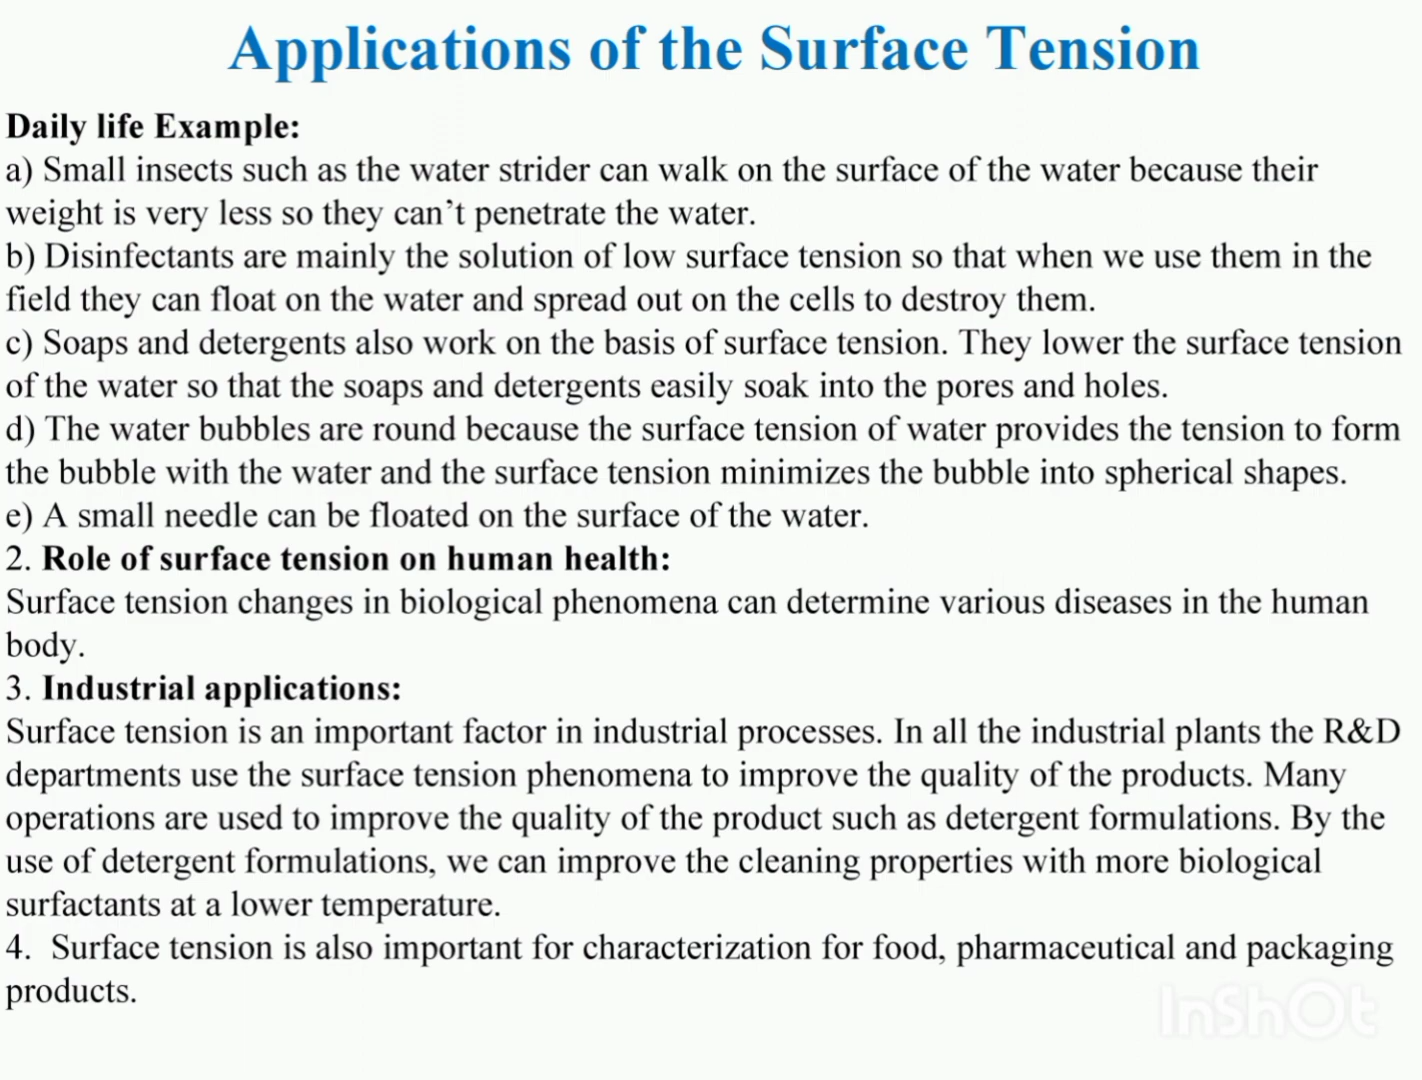 Applications of the Surface Tension
Daily life Example:
a) Small insects such as the water strider can walk on the surface of the water because their
weight is very less so they can’t penetrate the water.
b) Disinfectants are mainly the solution of low surface tension so that when we use them in the
field they can float on the water and spread out on the cells to destroy them.
c) Soaps and detergents also work on the basis of surface tension. They lower the surface tension
of the water so that the soaps and detergents easily soak into the pores and holes.
d) The water bubbles are round because the surface tension of water provides the tension to form
the bubble with the water and the surface tension minimizes the bubble into spherical shapes.
e) A small needle can be floated on the surface of the water.
2. Role of surface tension on human health:
Surface tension changes in biological phenomena can determine various diseases in the human
body.
3. Industrial applications:
Surface tension is an important factor in industrial processes. In all the industrial plants the R&D
departments use the surface tension phenomena to improve the quality of the products. Many
operations are used to improve the quality of the product such as detergent formulations. By the
use of detergent formulations, we can improve the cleaning properties with more biological
surfactants at a lower temperature.
4.  Surface tension is also important for characterization for food, pharmaceutical and packaging
products.
InShOt